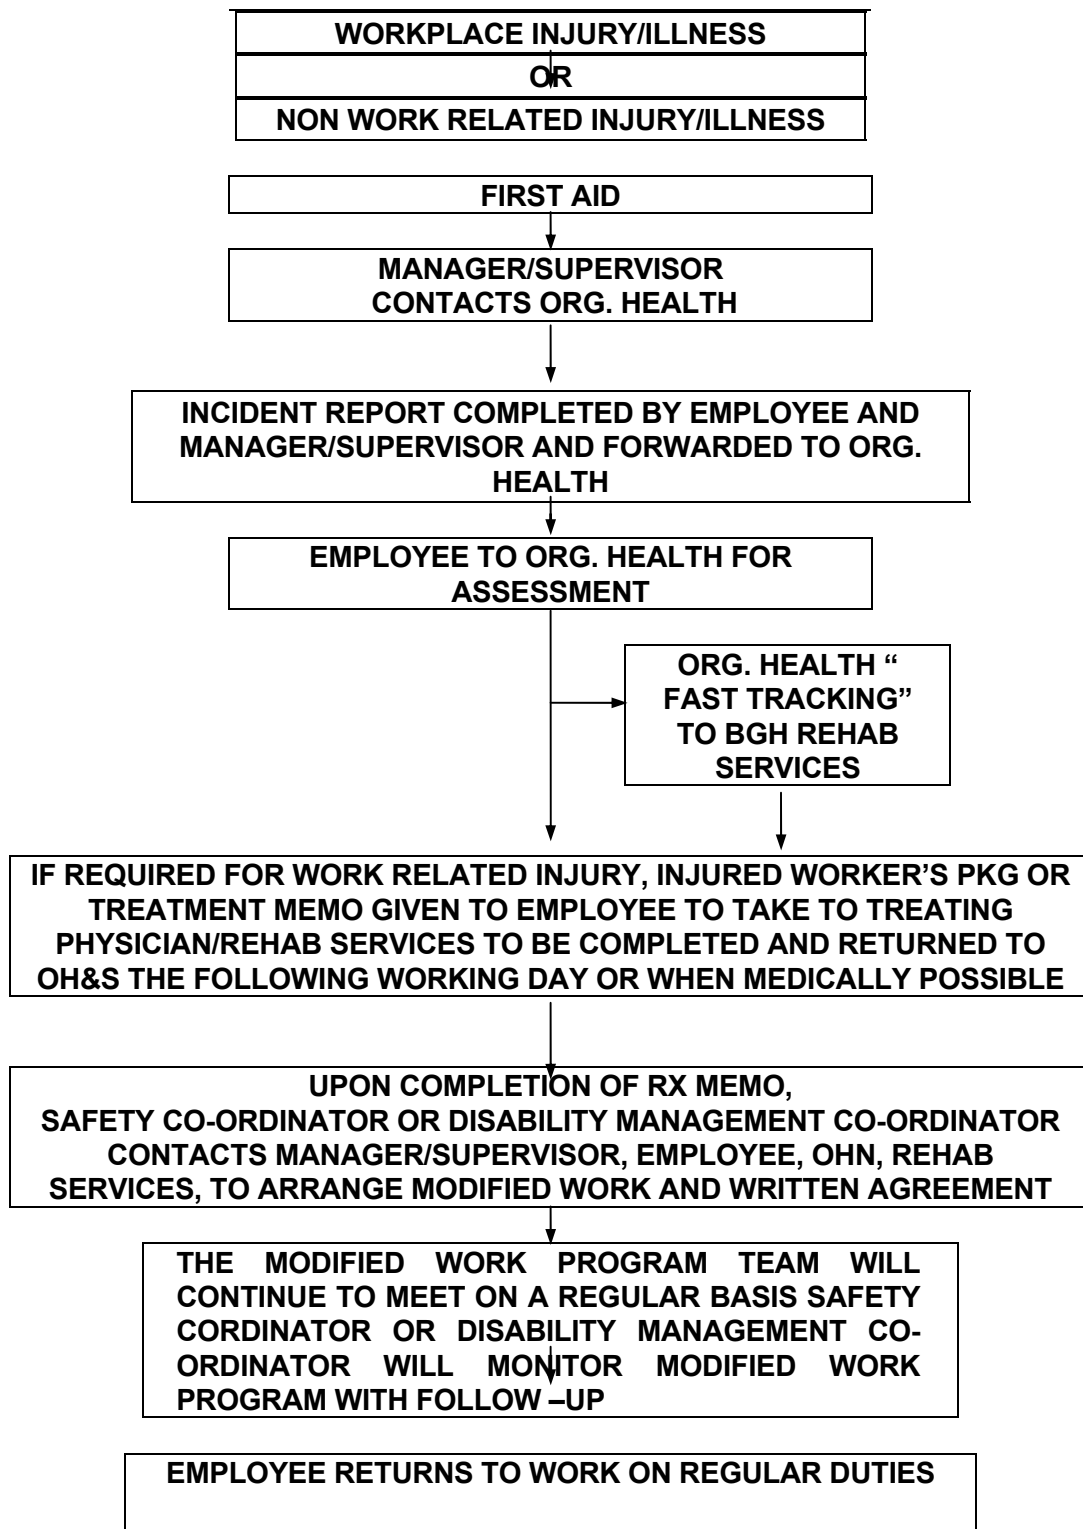 WORKPLACE INJURY/ILLNESS
OR
NON WORK RELATED INJURY/ILLNESS
FIRST AID
MANAGER/SUPERVISOR
CONTACTS ORG. HEALTH
INCIDENT REPORT COMPLETED BY EMPLOYEE AND
MANAGER/SUPERVISOR AND FORWARDED TO ORG.
HEALTH
EMPLOYEE TO ORG. HEALTH FOR
ASSESSMENT
ORG. HEALTH “
FAST TRACKING”
TO BGH REHAB
SERVICES
IF REQUIRED FOR WORK RELATED INJURY, INJURED WORKER’S PKG OR
TREATMENT MEMO GIVEN TO EMPLOYEE TO TAKE TO TREATING
PHYSICIAN/REHAB SERVICES TO BE COMPLETED AND RETURNED TO
OH&S THE FOLLOWING WORKING DAY OR WHEN MEDICALLY POSSIBLE
UPON COMPLETION OF RX MEMO,
SAFETY CO-ORDINATOR OR DISABILITY MANAGEMENT CO-ORDINATOR
CONTACTS MANAGER/SUPERVISOR, EMPLOYEE, OHN, REHAB
SERVICES, TO ARRANGE MODIFIED WORK AND WRITTEN AGREEMENT
THE MODIFIED WORK PROGRAM TEAM WILL
CONTINUE TO MEET ON A REGULAR BASIS SAFETY
CORDINATOR OR DISABILITY MANAGEMENT CO-
ORDINATOR WILL MONITOR MODIFIED WORK
PROGRAM WITH FOLLOW –UP
EMPLOYEE RETURNS TO WORK ON REGULAR DUTIES